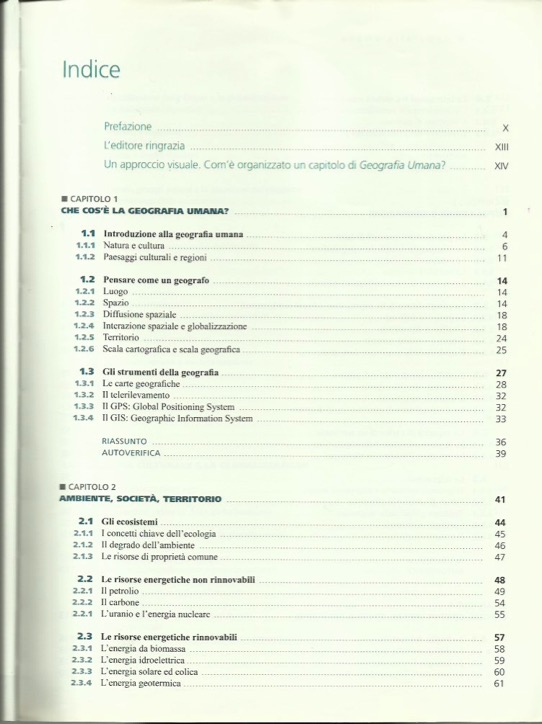 Indice
Prefazione X
L'editore ringrazia XIII
Un approccio visuale. Com'è organizzato un capitolo di Geografia Umana? XIV
■ CAPITOLO 1
CHE COS'È LA GEOGRAFIA UMANA? 1
1.1 Introduzione alla geografia umana 4
1.1.1 Natura e cultura 6
1.1.2 Paesaggi culturali e regioni 11
1.2 Pensare come un geografo 14
1.2.1 Luogo 14
1.2.2 Spazio 14
1.2.3 Diffusione spaziale 18
1.2.4 Interazione spaziale e globalizzazione 18
1.2.5 Territorio 24
1.2.6 Scala cartografica e scala geografica 25
1.3 Gli strumenti della geografia 27
1.3.1 Le carte geografiche 28
1.3.2 Il telerilevamento 32
1.3.3 Il GPS: Global Positioning System 32
1.3.4 Il GIS: Geographic Information System 33
RIASSUNTO 36
AUTOVERIFICA 39
■ CAPITOLO 2
AMBIENTE, SOCIETÀ, TERRITORIO 41
2.1 Gli ecosistemi 44
2.1.1 I concetti chiave dell'ecologia 45
2.1.2 Il degrado dell'ambiente 46
2.1.3 Le risorse di proprietà comune 47
2.2 Le risorse energetiche non rinnovabili 48
2.2.1 Il petrolio 49
2.2.2 Il carbone 54
2.2.1 L'uranio e l'energia nucleare 55
2.3 Le risorse energetiche rinnovabili 57
2.3.1 L'energia da biomassa 58
2.3.2 L'energia idroelettrica 59
2.3.3 L'energia solare ed eolica 60
2.3.4 L'energia geotermica 61